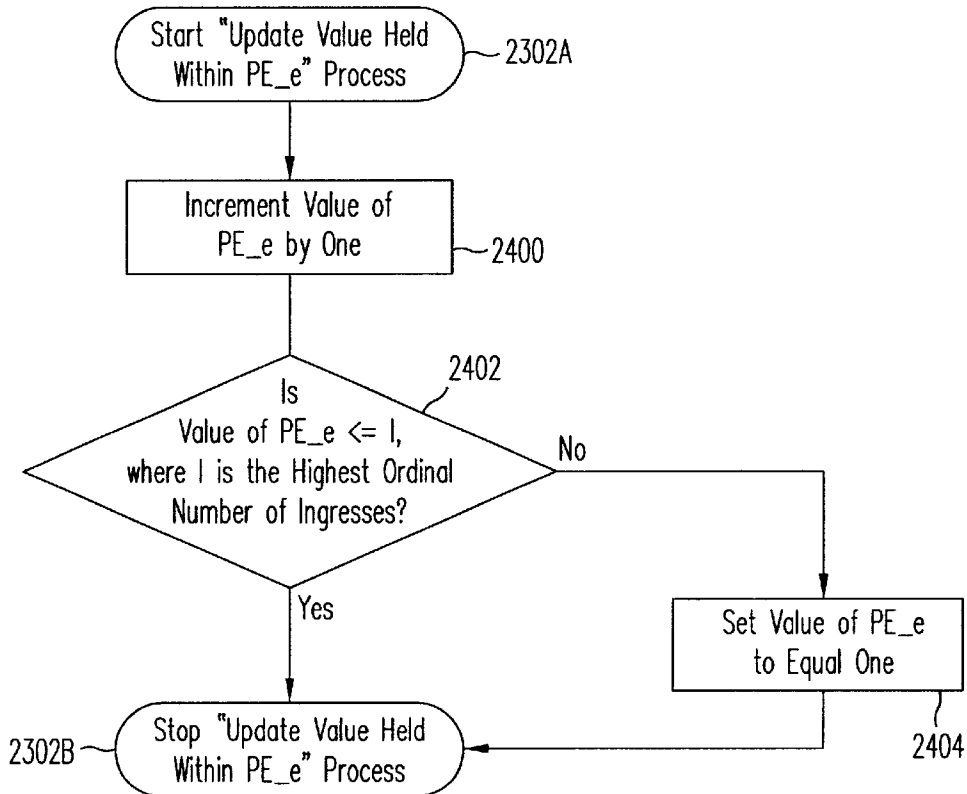 Start "Update Value Held
Within PE_e" Process
2302A
Increment Value of
PE_e by One
2400
2402
Is
Value of PE_e <= I,
where I is the Highest Ordinal
Number of Ingresses?
No
Yes
Set Value of PE_e
to Equal One
2404
Stop "Update Value Held
Within PE_e" Process
2302B